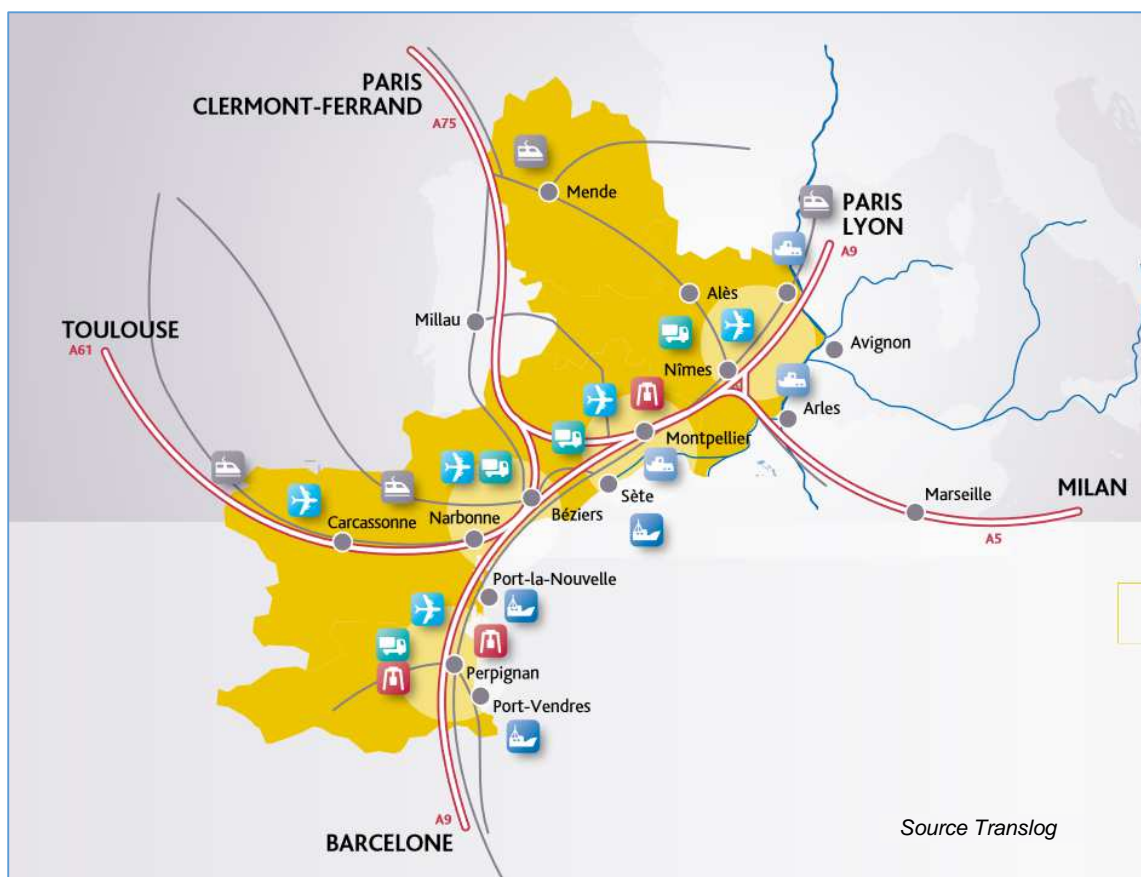 PARIS
CLERMONT-FERRAND
A75
Mende
PARIS
LYON
A9
Alès
Millau
TOULOUSE
A61
Avignon
Nîmes
Arles
Montpellier
Sète
Béziers
Narbonne
Carcassonne
Marseille
MILAN
A5
Port-la-Nouvelle
Perpignan
Port-Vendres
A9
BARCELONE
Source Translog